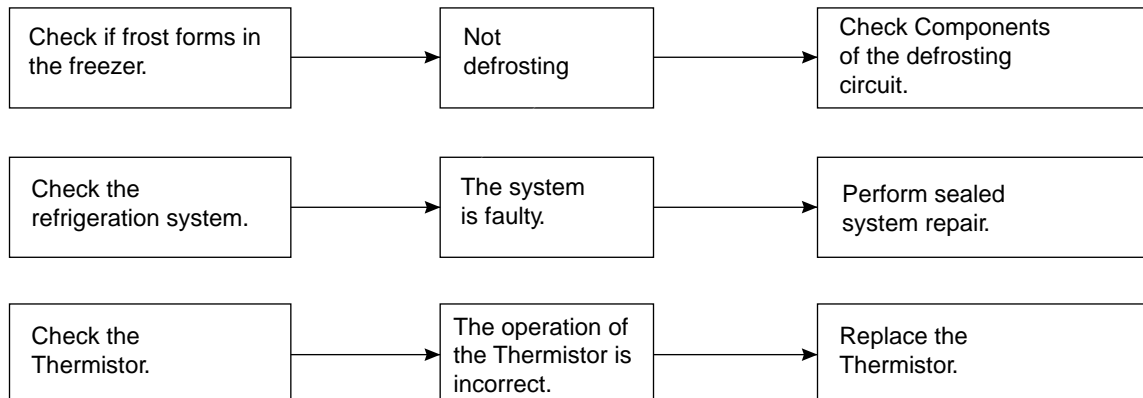 Check if frost forms in
the freezer.
Not
defrosting
Check Components
of the defrosting
circuit.
Check the
refrigeration system.
The system
is faulty.
Perform sealed
system repair.
Check the
Thermistor.
The operation of
the Thermistor is
incorrect.
Replace the
Thermistor.